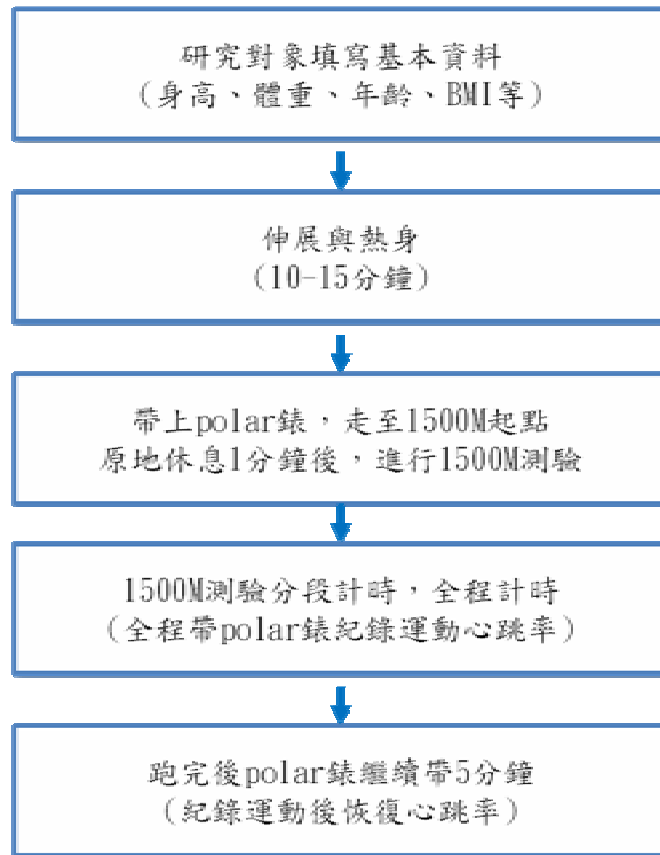 研究對象填寫基本資料
(身高、體重、年齡、BMI等)
伸展與熱身
(10-15分鐘)
帶上polar錶，走至1500M起點
原地休息1分鐘後，進行1500M測驗
1500M測驗分段計時，全程計時
(全程帶polar錶紀錄運動心跳率)
跑完後polar錶繼續帶5分鐘
(紀錄運動後恢復心跳率)